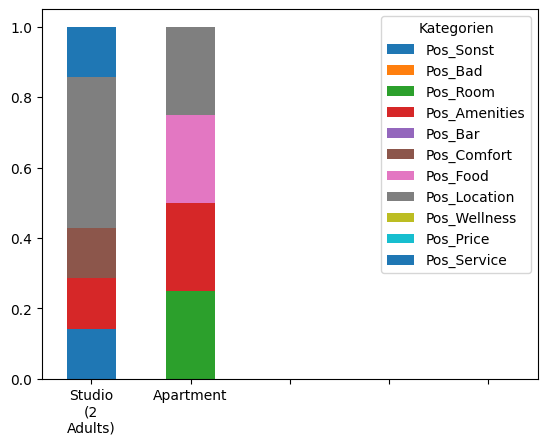 1.0
0.8
0.6
0.4
0.2
0.0
Studio
(2
Adults)
Apartment
Kategorien
Pos_Sonst
Pos_Bad
Pos_Room
Pos_Amenities
Pos_Bar
Pos_Comfort
Pos_Food
Pos_Location
Pos_Wellness
Pos_Price
Pos_Service